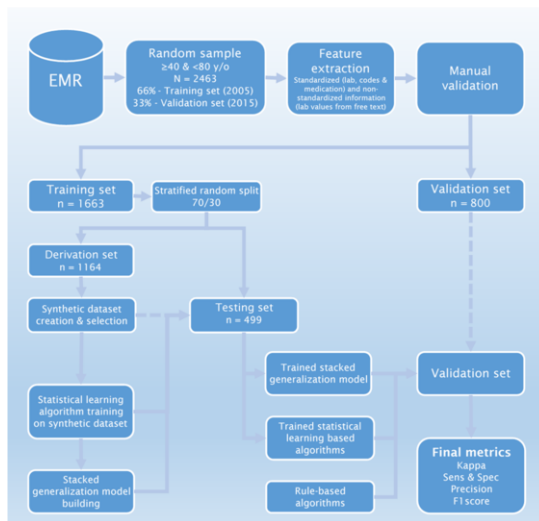 EMR
Random sample
≥40 & <80 y/o
N = 2463
66% - Training set (2005)
33% - Validation set (2015)
Feature
extraction
Standardized (lab, codes &
medication) and non-
standardized information
(lab values from free text)
Manual
validation
Training set
n = 1663
Stratified random split
70/30
Validation set
n = 800
Derivation set
n = 1164
Synthetic dataset
creation & selection
Testing set
n = 499
Trained stacked
generalization model
Validation set
Statistical learning
algorithm training
on synthetic dataset
Trained statistical
learning based
algorithms
Stacked
generalization model
building
Rule-based
algorithms
Final metrics
Kappa
Sens & Spec
Precision
F1score